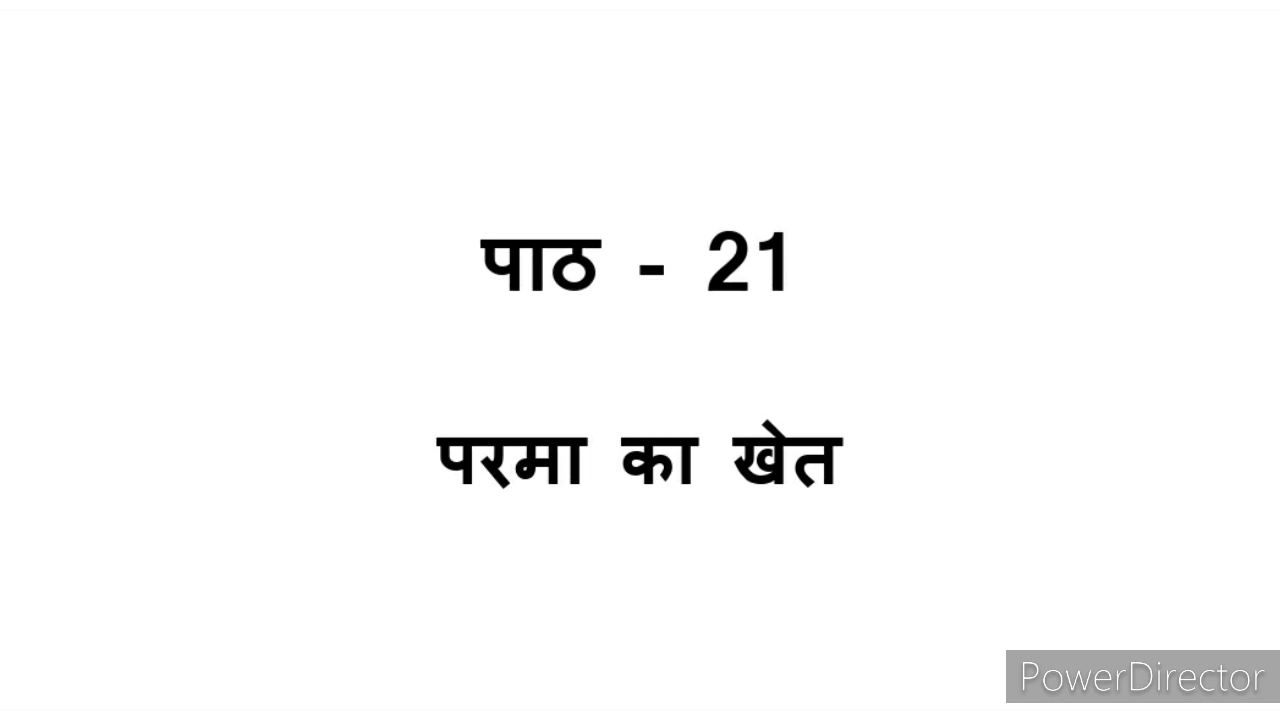 पाठ - 21
परमा का खेत
PowerDirector